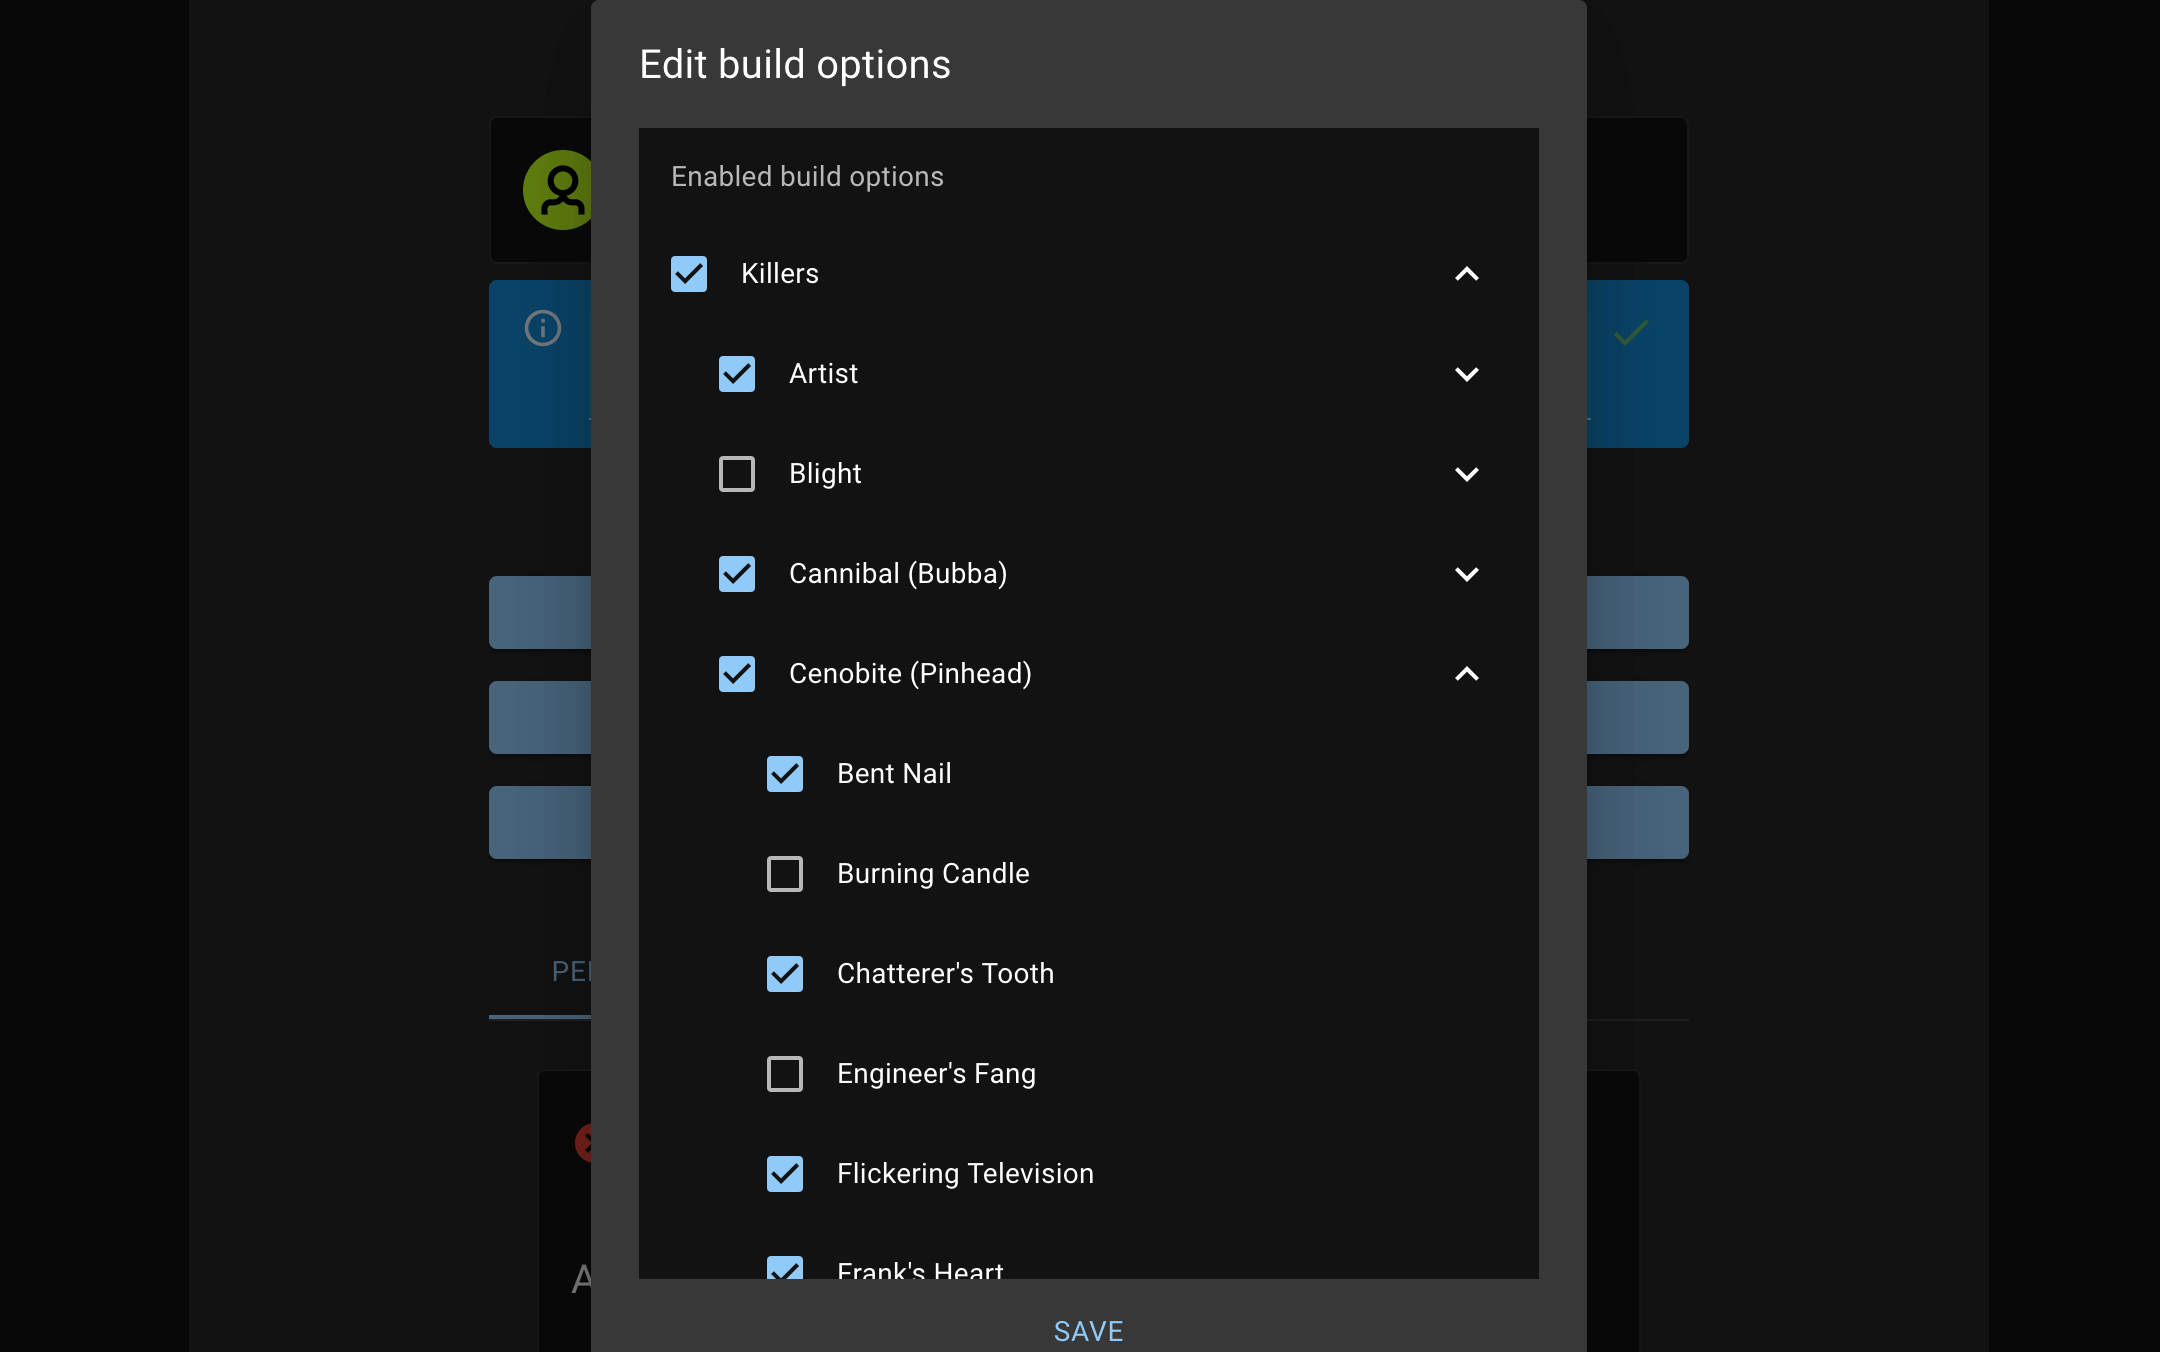 Edit build options
Enabled build options
Killers
Artist
Blight
Cannibal (Bubba)
Cenobite (Pinhead)
Bent Nail
Burning Candle
Chatterer's Tooth
PE
Engineer's Fang
Flickering Television
Frank's Heart
A
SAVE